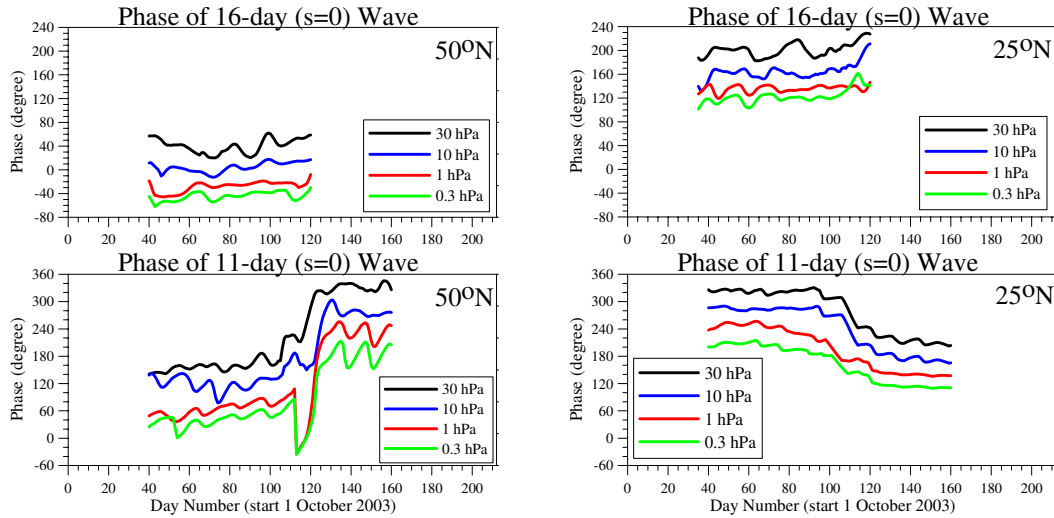 Phase of 16-day (s=0) Wave
50ºN
Phase (degree)
240
200
160
120
80
40
0
-40
-80
30 hPa
10 hPa
1 hPa
0.3 hPa
0 20 40 60 80 100 120 140 160 180 200
Phase of 16-day (s=0) Wave
25ºN
Phase (degree)
240
200
160
120
80
40
0
-40
-80
30 hPa
10 hPa
1 hPa
0.3 hPa
0 20 40 60 80 100 120 140 160 180 200
Phase of 11-day (s=0) Wave
50ºN
Phase (degree)
360
300
240
180
120
60
0
-60
30 hPa
10 hPa
1 hPa
0.3 hPa
0 20 40 60 80 100 120 140 160 180 200
Day Number (start 1 October 2003)
Phase of 11-day (s=0) Wave
25ºN
Phase (degree)
360
300
240
180
120
60
0
-60
30 hPa
10 hPa
1 hPa
0.3 hPa
0 20 40 60 80 100 120 140 160 180 200
Day Number (start 1 October 2003)